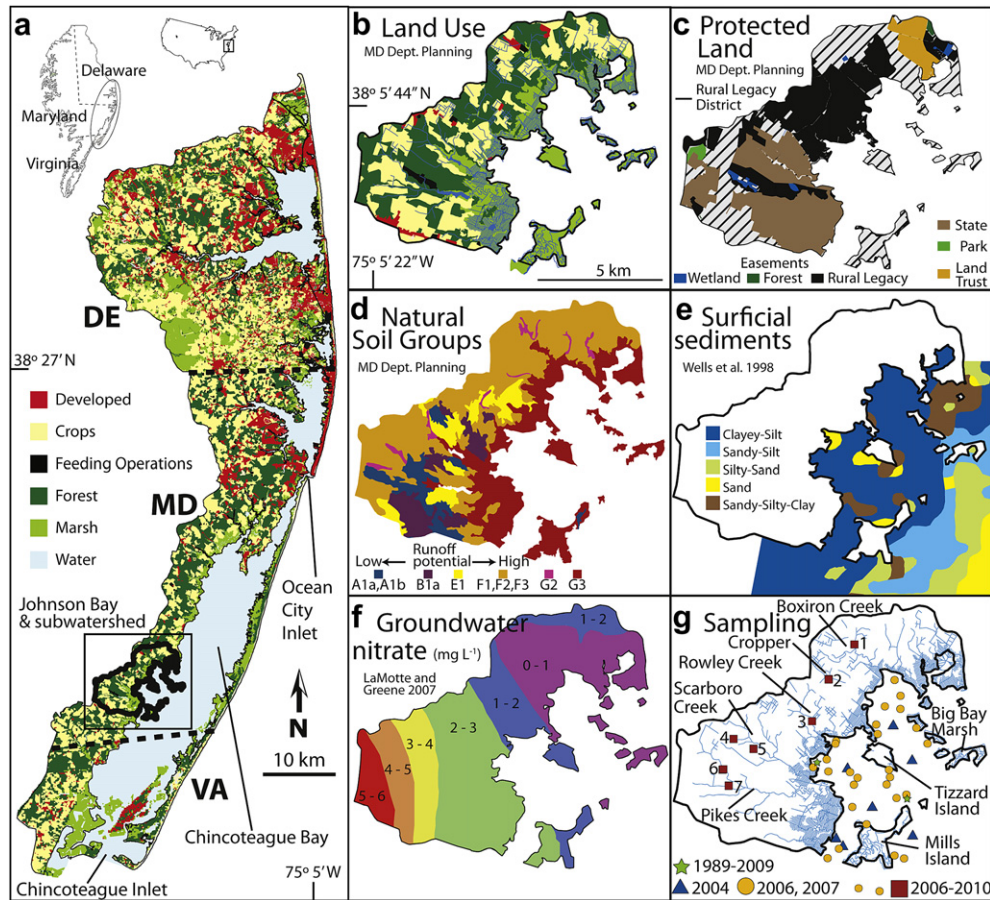 a
Delaware
Maryland
Virginia
DE
38º 27' N
Developed
Crops
Feeding Operations
Forest
Marsh
Water
MD
Johnson Bay
& subwatershed
Ocean
City
Inlet
N
10 km
VA
Chincoteague Bay
Chincoteague Inlet
75º 5' W
b Land Use
MD Dept. Planning
38º 5' 44" N
75º 5' 22" W
5 km
c Protected
Land
MD Dept. Planning
Rural Legacy
District
State
Park
Land
Trust
Easements
Wetland Forest Rural Legacy
d Natural
Soil Groups
MD Dept. Planning
Runoff
Low potential High
A1a,A1b B1a E1 F1,F2,F3 G2 G3
e Surficial
sediments
Wells et al. 1998
Clayey-Silt
Sandy-Silt
Silty-Sand
Sand
Sandy-Silty-Clay
f Groundwater
nitrate (mg L⁻¹)
LaMotte and
Greene 2007
1 - 2
0 - 1
1 - 2
2 - 3
3 - 4
4 - 5
5 - 6
g Sampling
Boxiron Creek
Cropper
Rowley Creek
Scarboro
Creek
1
2
3
4
5
6
7
Big Bay
Marsh
Tizzard
Island
Pikes Creek
Mills
Island
1989-2009
2004 2006, 2007 2006-2010